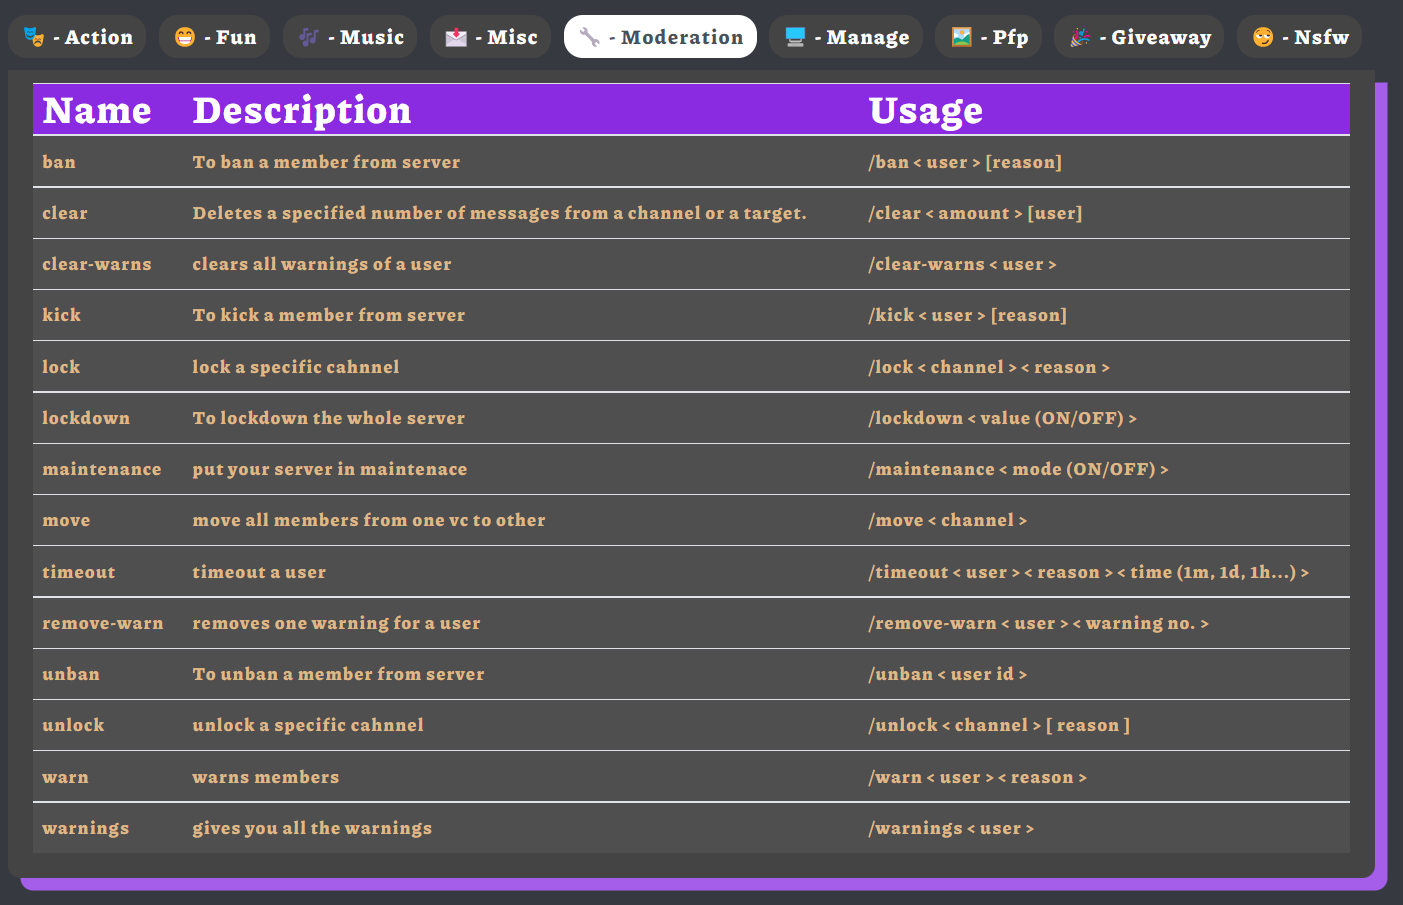 - Action - Fun - Music - Misc - Moderation - Manage - Pfp - Giveaway - Nsfw
Name Description Usage
ban To ban a member from server /ban < user > [reason]
clear Deletes a specified number of messages from a channel or a target. /clear < amount > [user]
clear-warns clears all warnings of a user /clear-warns < user >
kick To kick a member from server /kick < user > [reason]
lock lock a specific cahnnel /lock < channel > < reason >
lockdown To lockdown the whole server /lockdown < value (ON/OFF) >
maintenance put your server in maintenace /maintenance < mode (ON/OFF) >
move move all members from one vc to other /move < channel >
timeout timeout a user /timeout < user > < reason > < time (1m, 1d, 1h...) >
remove-warn removes one warning for a user /remove-warn < user > < warning no. >
unban To unban a member from server /unban < user id >
unlock unlock a specific cahnnel /unlock < channel > [ reason ]
warn warns members /warn < user > < reason >
warnings gives you all the warnings /warnings < user >